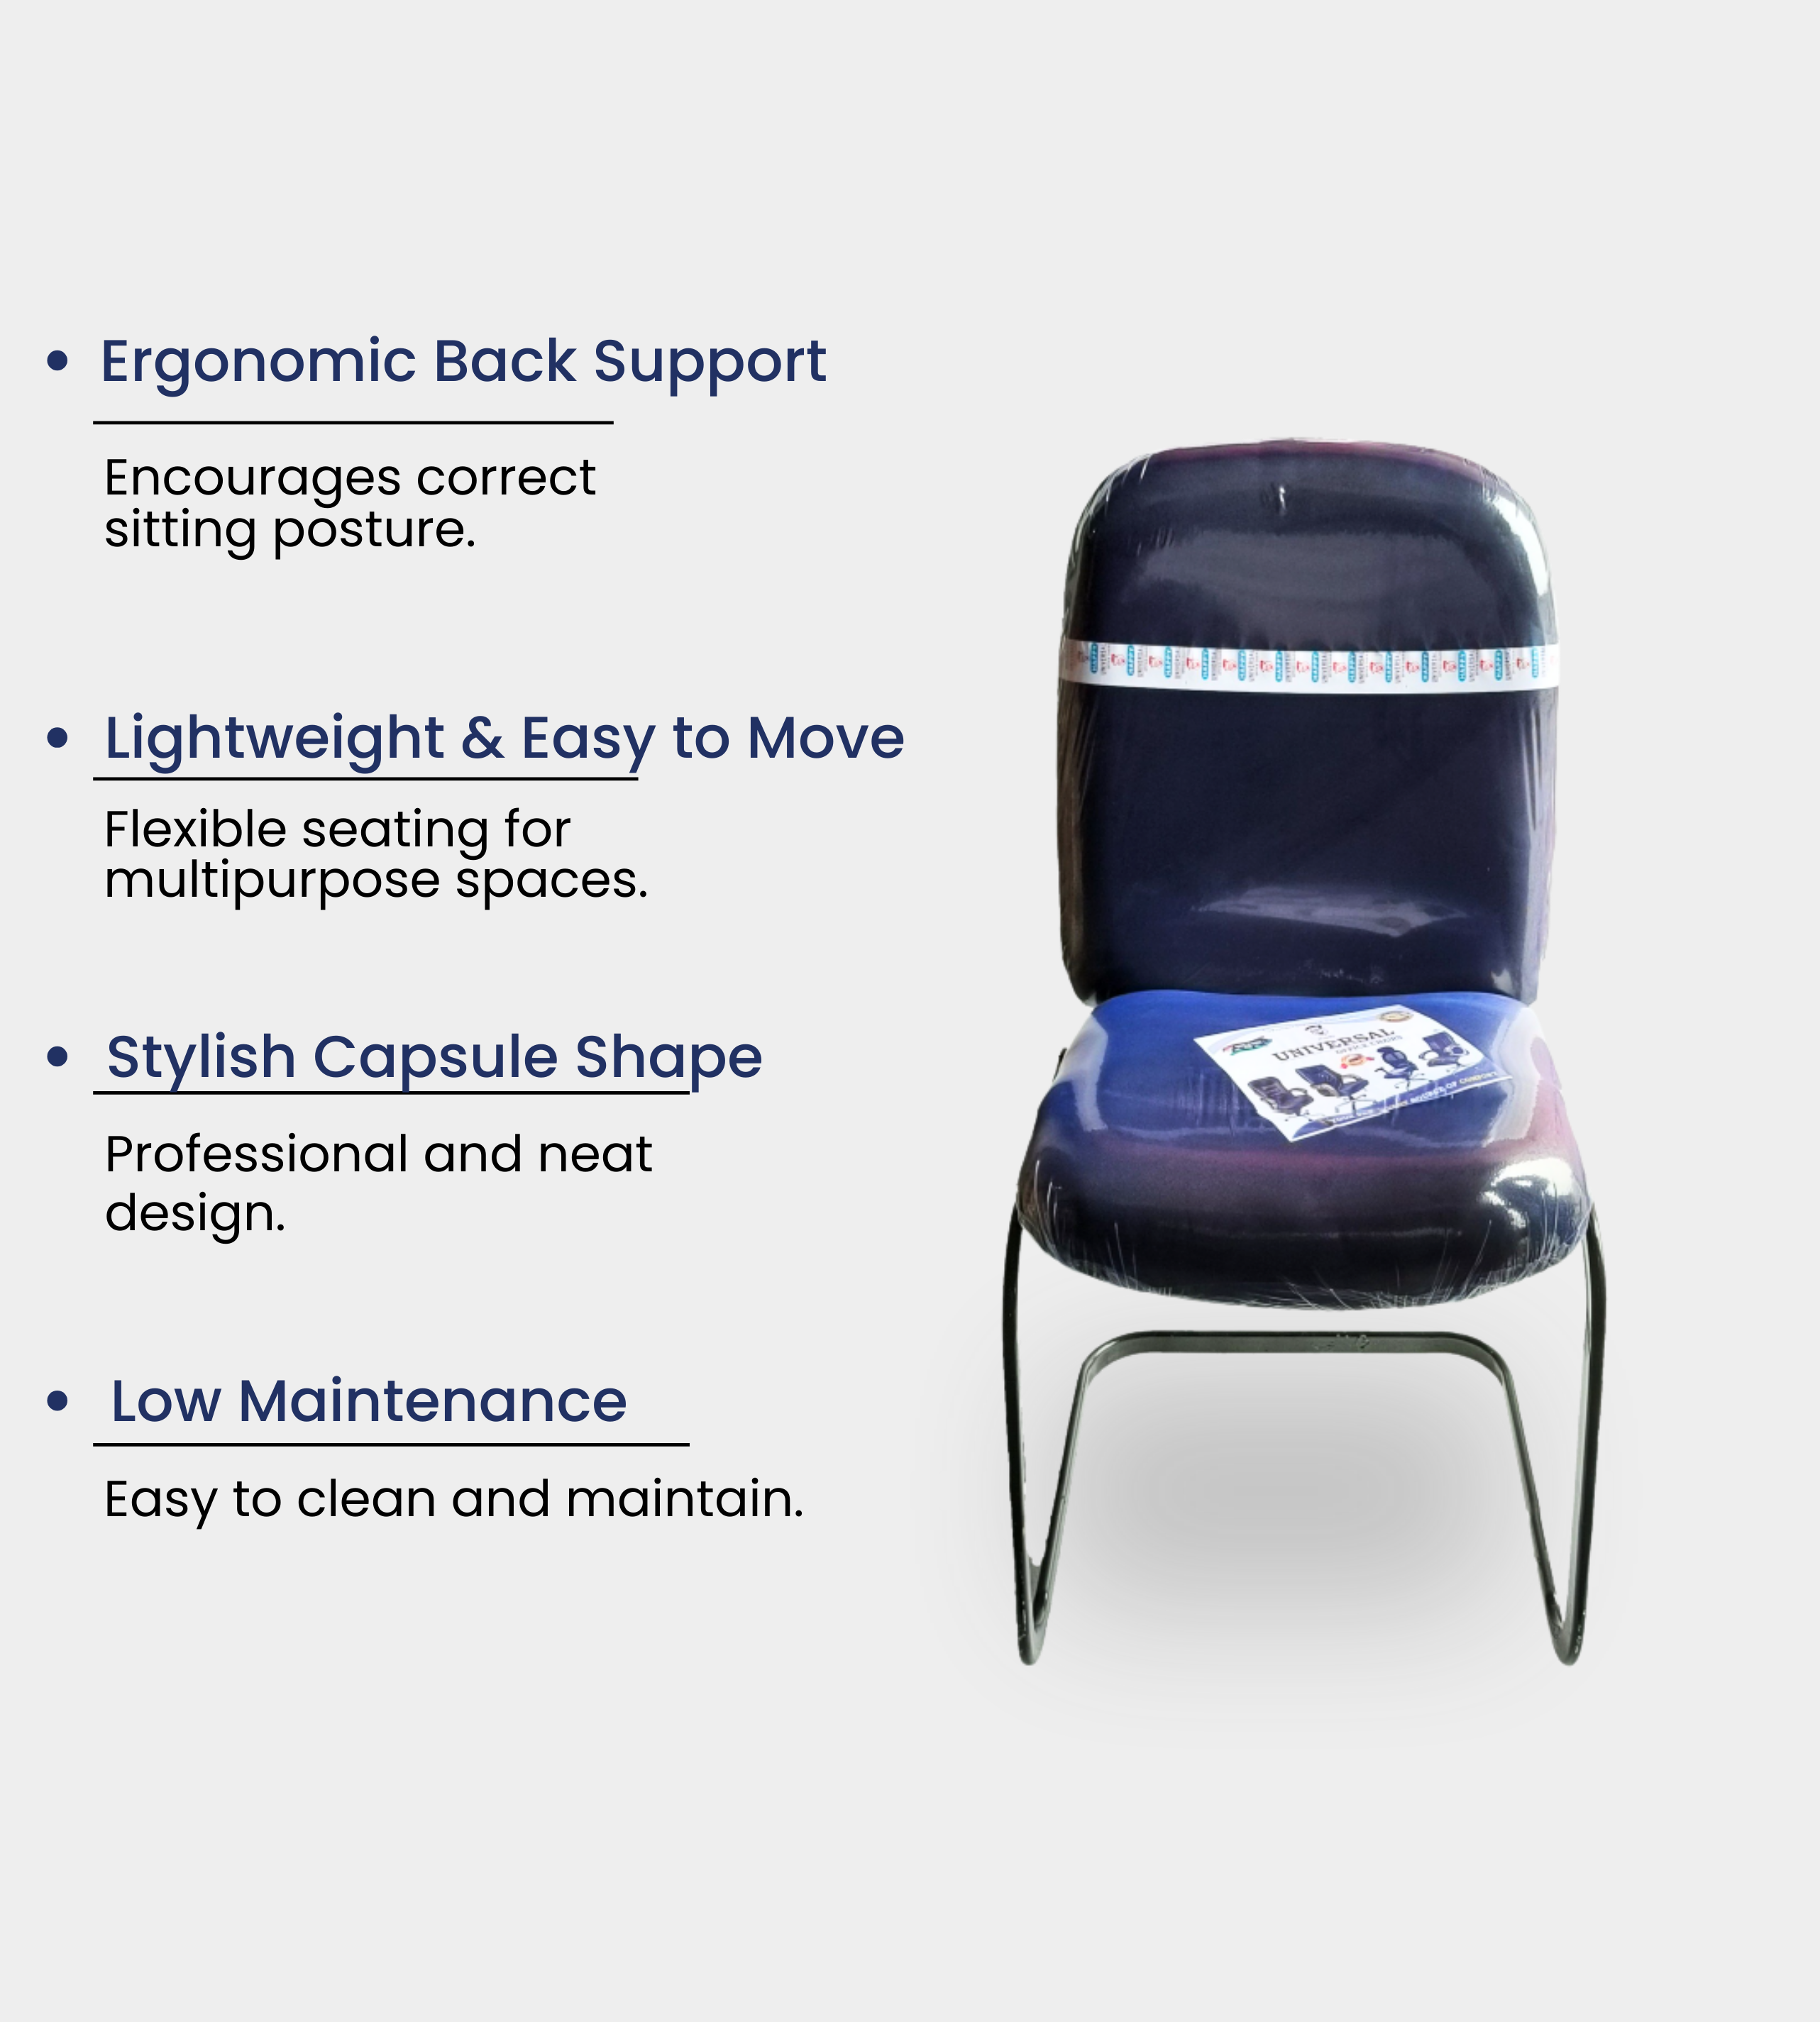 Ergonomic Back Support
Encourages correct
sitting posture.
Lightweight & Easy to Move
Flexible seating for
multipurpose spaces.
Stylish Capsule Shape
Professional and neat
design.
Low Maintenance
Easy to clean and maintain.
UNIVERSAL